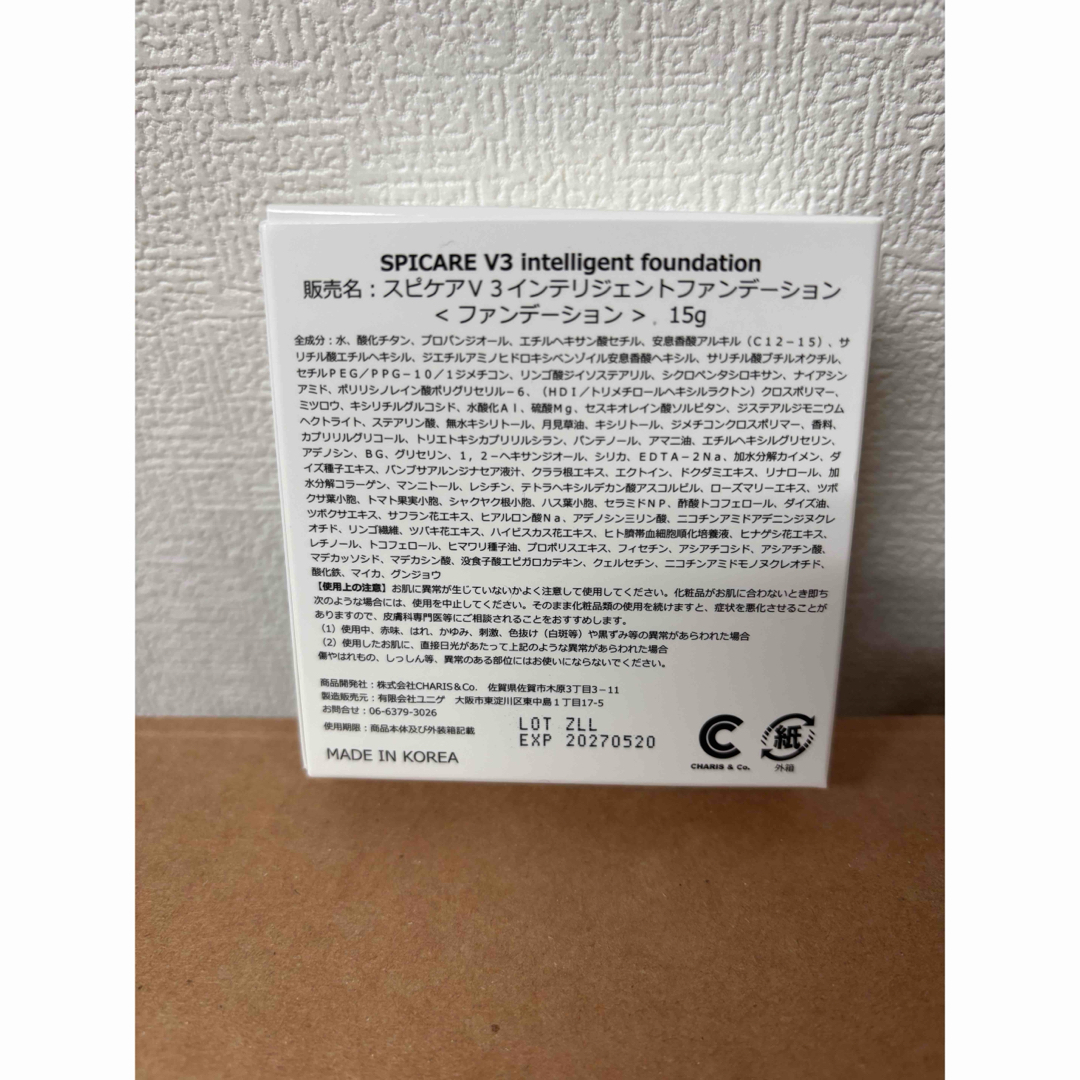 SPICARE V3 intelligent foundation
販売名：スピケアＶ３インテリジェントファンデーション
＜ファンデーション＞ 15g
全成分：水、酸化チタン、プロパンジオール、エチルヘキサン酸セチル、安息香酸アルキル（Ｃ１２－１５）、サ
リチル酸エチルヘキシル、ジエチルアミノヒドロキシベンゾイル安息香酸ヘキシル、サリチル酸ブチルオクチル、
セチルＰＥＧ／ＰＰＧ－１０／１ジメチコン、リンゴ酸ジイソステアリル、シクロペンタシロキサン、ナイアシン
アミド、ポリリシノレイン酸ポリグリセリル－６、（ＨＤＩ／トリメチロールヘキシルラクトン）クロスポリマー、
ミツロウ、キシリチルグルコシド、水酸化Ａｌ、硫酸Ｍｇ、セスキオレイン酸ソルビタン、ジステアルジモニウム
ヘクトライト、ステアリン酸、無水キシリトール、月見草油、キシリトール、ジメチコンクロスポリマー、香料、
カプリリルグリコール、トリエトキシカプリリルシラン、パンテノール、アマニ油、エチルヘキシルグリセリン、
アデノシン、ＢＧ、グリセリン、１，２－ヘキサンジオール、シリカ、ＥＤＴＡ－２Ｎａ、加水分解カイメン、ダ
イズ種子エキス、バンブサアルンジナセア液汁、クララ根エキス、エクトイン、ドクダミエキス、リナロール、加
水分解コラーゲン、マンニトール、レシチン、テトラヘキシルデカン酸アスコルビル、ローズマリーエキス、ツボ
クサ葉小胞、トマト果実小胞、シャクヤク根小胞、ハス葉小胞、セラミドＮＰ、酢酸トコフェロール、ダイズ油、
ツボクサエキス、サフラン花エキス、ヒアルロン酸Ｎａ、アデノシン三リン酸、ニコチンアミドアデニンジヌクレ
オチド、リンゴ繊維、ツバキ花エキス、ハイビスカス花エキス、ヒト臍帯血細胞順化培養液、ヒナゲシ花エキス、
レチノール、トコフェロール、ヒマワリ種子油、プロポリスエキス、フィセチン、アシアチコシド、アシアチン酸、
マデカッソシド、マデカシン酸、没食子酸エピガロカテキン、クェルセチン、ニコチンアミドモノヌクレオチド、
酸化鉄、マイカ、グンジョウ
【使用上の注意】お肌に異常が生じていないかよく注意して使用してください。化粧品がお肌に合わないとき即ち
次のような場合には、使用を中止してください。そのまま化粧品類の使用を続けますと、症状を悪化させることが
ありますので、皮膚科専門医等にご相談されることをおすすめします。
（1）使用中、赤味、はれ、かゆみ、刺激、色抜け（白斑等）や黒ずみ等の異常があらわれた場合
（2）使用したお肌に、直接日光があたって上記のような異常があらわれた場合
傷やはれもの、しっしん等、異常のある部位にはお使いにならないでください。
商品開発社：株式会社CHARIS＆Co. 佐賀県佐賀市木原3丁目3－11
製造販売元：有限会社ユニゲ 大阪市東淀川区東中島１丁目17-5
お問合せ：06-6379-3026
使用期限：商品本体及び外装箱記載
LOT ZLL
EXP 20270520
MADE IN KOREA
CHARIS & Co.
紙
外箱